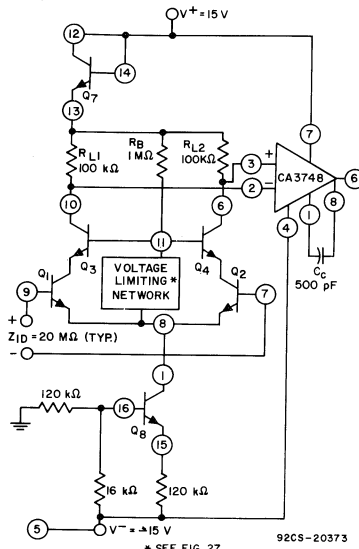 V+ = 15 V
12
14
Q7
13
7
RL1
100 kΩ
RB
1MΩ
RL2
100KΩ
3
+
CA3748
6
2
−
10
6
4
1
8
CC
500 pF
11
Q3
Q4
Q1
Q2
VOLTAGE
LIMITING *
NETWORK
9
7
+
8
ZID = 20 MΩ (TYP.)
−
1
120 kΩ
16
Q8
15
16 kΩ
120 kΩ
5
V− = −15 V
92CS-20373
* SEE FIG. 27